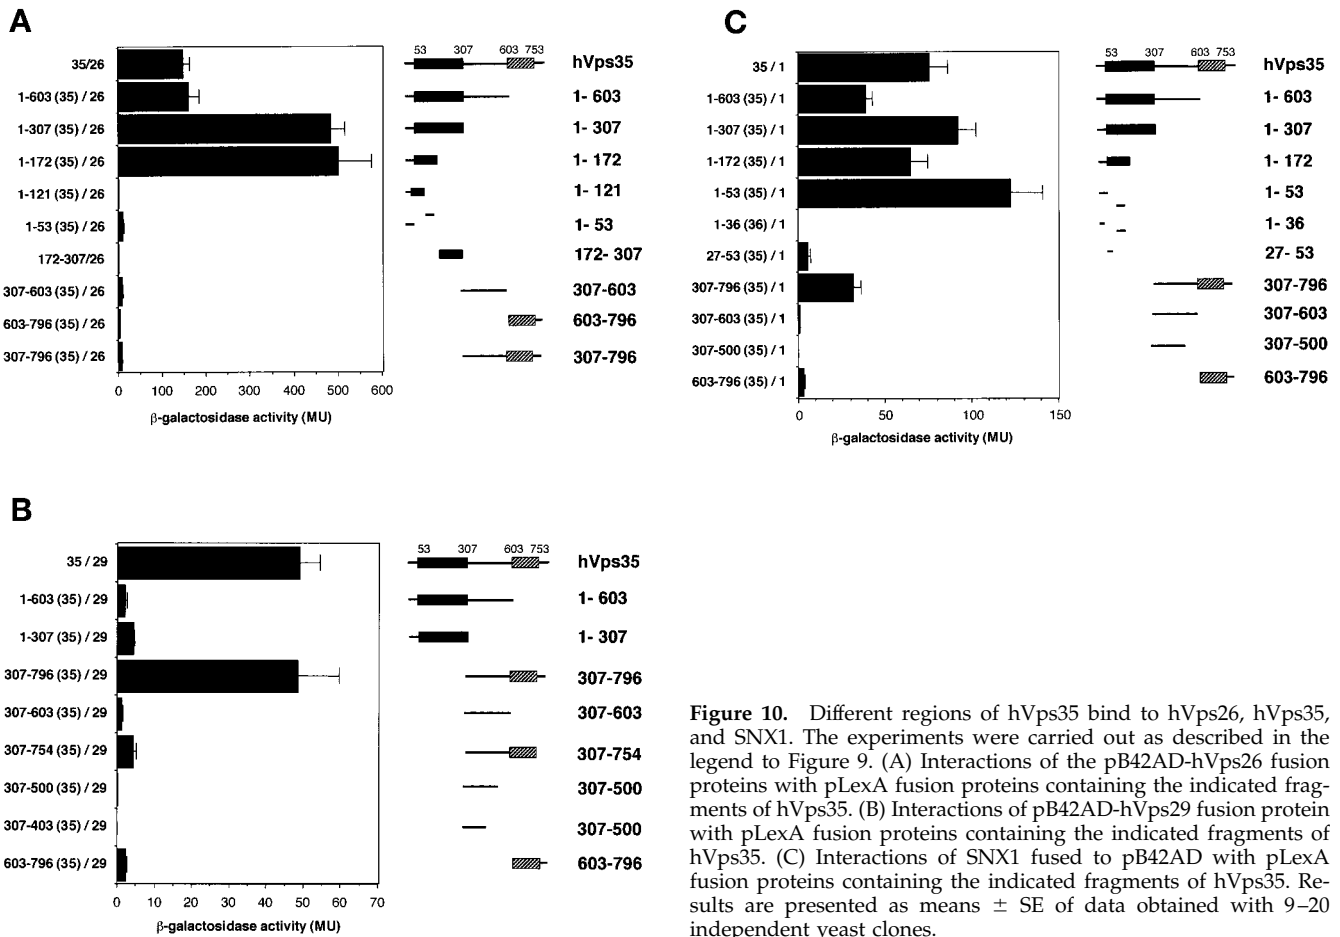 A
35/26
1-603 (35) / 26
1-307 (35) / 26
1-172 (35) / 26
1-121 (35) / 26
1-53 (35) / 26
172-307/26
307-603 (35) / 26
603-796 (35) / 26
307-796 (35) / 26
0 100 200 300 400 500 600
β-galactosidase activity (MU)
53 307 603 753
hVps35
1- 603
1- 307
1- 172
1- 121
1- 53
172- 307
307-603
603-796
307-796
C
35 / 1
1-603 (35) / 1
1-307 (35) / 1
1-172 (35) / 1
1-53 (35) / 1
1-36 (36) / 1
27-53 (35) / 1
307-796 (35) / 1
307-603 (35) / 1
307-500 (35) / 1
603-796 (35) / 1
0 50 100 150
β-galactosidase activity (MU)
53 307 603 753
hVps35
1- 603
1- 307
1- 172
1- 53
1- 36
27- 53
307-796
307-603
307-500
603-796
B
35 / 29
1-603 (35) / 29
1-307 (35) / 29
307-796 (35) / 29
307-603 (35) / 29
307-754 (35) / 29
307-500 (35) / 29
307-403 (35) / 29
603-796 (35) / 29
0 10 20 30 40 50 60 70
β-galactosidase activity (MU)
53 307 603 753
hVps35
1- 603
1- 307
307-796
307-603
307-754
307-500
307-500
603-796
Figure 10. Different regions of hVps35 bind to hVps26, hVps35,
and SNX1. The experiments were carried out as described in the
legend to Figure 9. (A) Interactions of the pB42AD-hVps26 fusion
proteins with pLexA fusion proteins containing the indicated frag-
ments of hVps35. (B) Interactions of pB42AD-hVps29 fusion protein
with pLexA fusion proteins containing the indicated fragments of
hVps35. (C) Interactions of SNX1 fused to pB42AD with pLexA
fusion proteins containing the indicated fragments of hVps35. Re-
sults are presented as means ± SE of data obtained with 9–20
independent yeast clones.